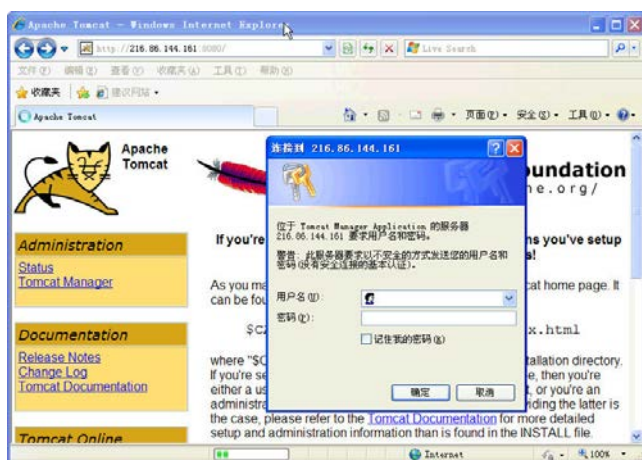 Apache Tomcat - Windows Internet Explorer
http://216.86.144.161:8080/
Live Search
文件(F) 编辑(E) 查看(V) 收藏夹(A) 工具(T) 帮助(H)
收藏夹 建议网站
Apache Tomcat 页面(P) 安全(S) 工具(O)
Apache
Tomcat
undation
he.org/
Administration
Status
Tomcat Manager
Documentation
Release Notes
Change Log
Tomcat Documentation
Tomcat Online
连接到 216.86.144.161
位于 Tomcat Manager Application 的服务器
216.86.144.161 要求用户名和密码。
警告: 此服务器要求以不安全的方式发送您的用户名和
密码(没有安全连接的基本认证)。
用户名(U):
密码(P):
记住我的密码(R)
确定 取消
If you're ns you've setup
s!
As you ma cat home page. It
can be fou
$C x.html
where "$C tallation directory.
If you're se e, then you're
either a us t, or you're an
administra viding the latter is
the case, please refer to the Tomcat Documentation for more detailed
setup and administration information than is found in the INSTALL file.
Internet 100%